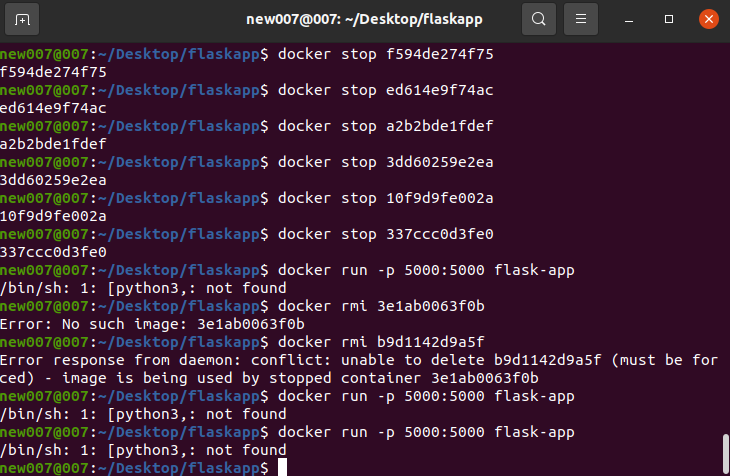 new007@007: ~/Desktop/flaskapp
new007@007:~/Desktop/flaskapp$ docker stop f594de274f75
f594de274f75
new007@007:~/Desktop/flaskapp$ docker stop ed614e9f74ac
ed614e9f74ac
new007@007:~/Desktop/flaskapp$ docker stop a2b2bde1fdef
a2b2bde1fdef
new007@007:~/Desktop/flaskapp$ docker stop 3dd60259e2ea
3dd60259e2ea
new007@007:~/Desktop/flaskapp$ docker stop 10f9d9fe002a
10f9d9fe002a
new007@007:~/Desktop/flaskapp$ docker stop 337ccc0d3fe0
337ccc0d3fe0
new007@007:~/Desktop/flaskapp$ docker run -p 5000:5000 flask-app
/bin/sh: 1: [python3,: not found
new007@007:~/Desktop/flaskapp$ docker rmi 3e1ab0063f0b
Error: No such image: 3e1ab0063f0b
new007@007:~/Desktop/flaskapp$ docker rmi b9d1142d9a5f
Error response from daemon: conflict: unable to delete b9d1142d9a5f (must be for
ced) - image is being used by stopped container 3e1ab0063f0b
new007@007:~/Desktop/flaskapp$ docker run -p 5000:5000 flask-app
/bin/sh: 1: [python3,: not found
new007@007:~/Desktop/flaskapp$ docker run -p 5000:5000 flask-app
/bin/sh: 1: [python3,: not found
new007@007:~/Desktop/flaskapp$